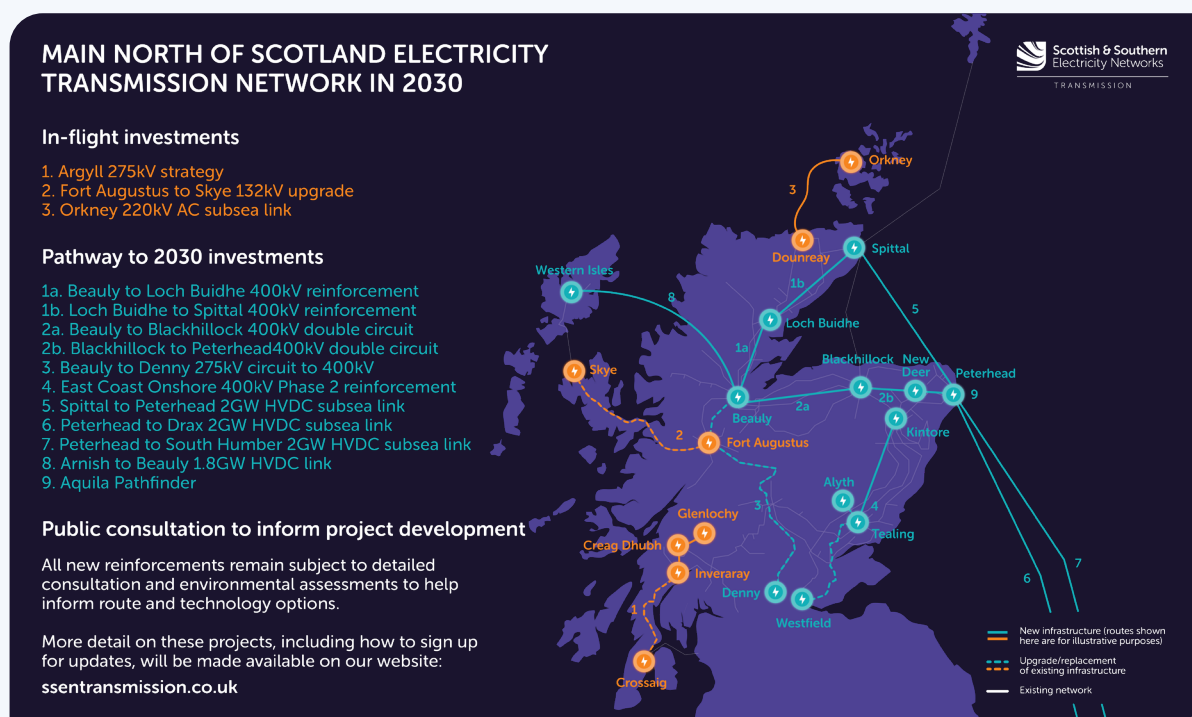 MAIN NORTH OF SCOTLAND ELECTRICITY
TRANSMISSION NETWORK IN 2030
Scottish & Southern
Electricity Networks
TRANSMISSION
In-flight investments
1. Argyll 275kV strategy
2. Fort Augustus to Skye 132kV upgrade
3. Orkney 220kV AC subsea link
Pathway to 2030 investments
1a. Beauly to Loch Buidhe 400kV reinforcement
1b. Loch Buidhe to Spittal 400kV reinforcement
2a. Beauly to Blackhillock 400kV double circuit
2b. Blackhillock to Peterhead400kV double circuit
3. Beauly to Denny 275kV circuit to 400kV
4. East Coast Onshore 400kV Phase 2 reinforcement
5. Spittal to Peterhead 2GW HVDC subsea link
6. Peterhead to Drax 2GW HVDC subsea link
7. Peterhead to South Humber 2GW HVDC subsea link
8. Arnish to Beauly 1.8GW HVDC link
9. Aquila Pathfinder
Public consultation to inform project development
All new reinforcements remain subject to detailed
consultation and environmental assessments to help
inform route and technology options.
More detail on these projects, including how to sign up
for updates, will be made available on our website:
ssentransmission.co.uk
Orkney
3
Dounreay
Spittal
Western Isles
8
1b
5
Loch Buidhe
1a
Skye
Blackhillock
New
Deer
Peterhead
9
Beauly
2a
2b
Kintore
2
Fort Augustus
Alyth
3
4
Tealing
Glenlochy
Creag Dhubh
Inveraray
Denny
Westfield
1
Crossaig
6
7
New infrastructure (routes shown
here are for illustrative purposes)
Upgrade/replacement
of existing infrastructure
Existing network